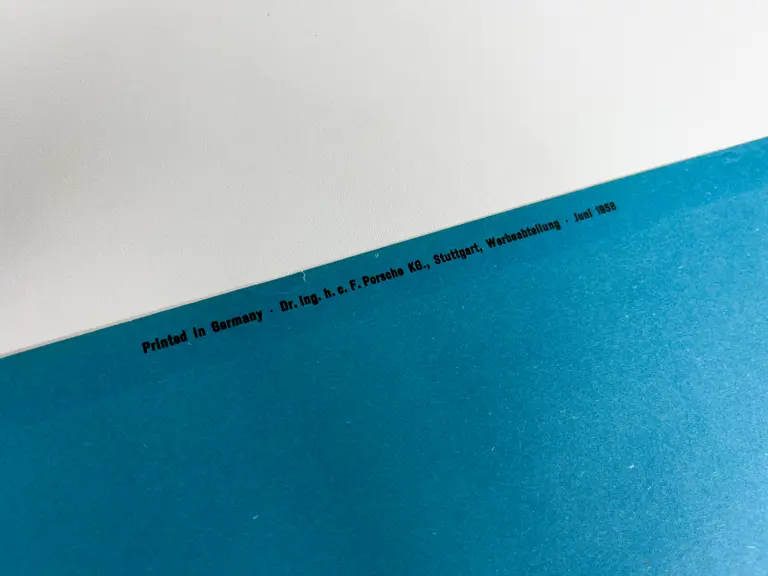 Printed in Germany · Dr. Ing. h. c. F. Porsche KG., Stuttgart, Werbeabteilung · Juni 1958